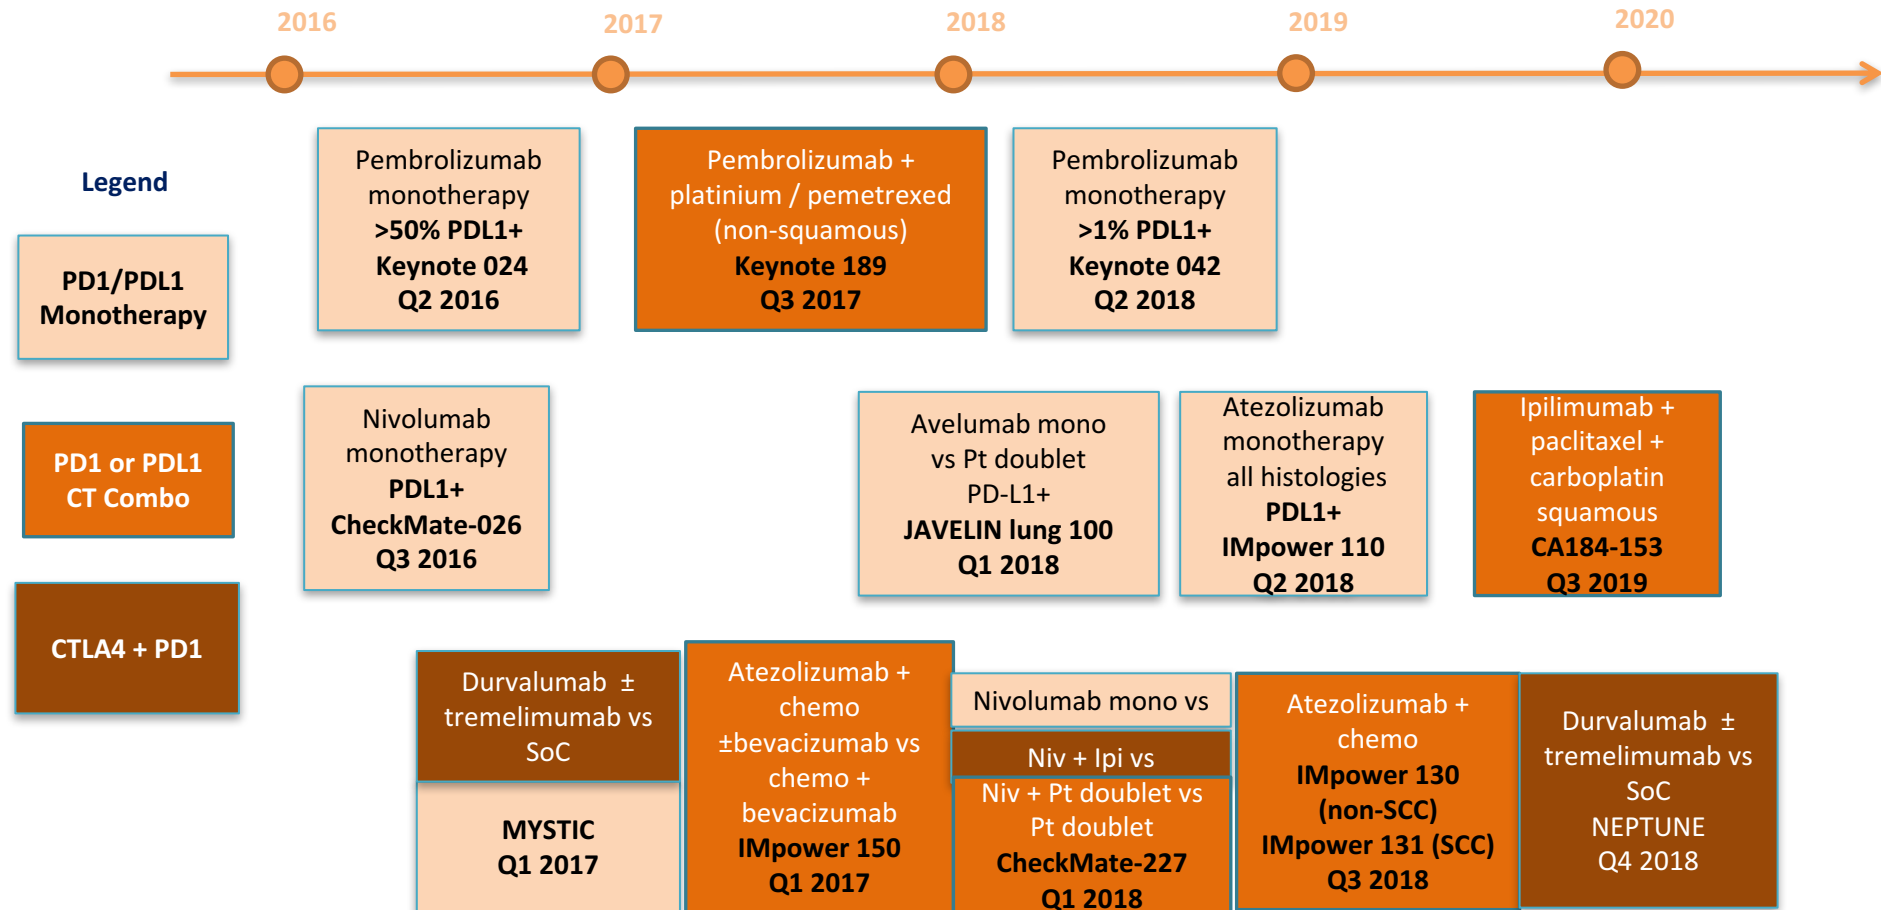 2016
2017
2018
2019
2020
Legend
PD1/PDL1
Monotherapy
PD1 or PDL1
CT Combo
CTLA4 + PD1
Pembrolizumab
monotherapy
>50% PDL1+
Keynote 024
Q2 2016
Pembrolizumab +
platinium / pemetrexed
(non-squamous)
Keynote 189
Q3 2017
Pembrolizumab
monotherapy
>1% PDL1+
Keynote 042
Q2 2018
Nivolumab
monotherapy
PDL1+
CheckMate-026
Q3 2016
Avelumab mono
vs Pt doublet
PD-L1+
JAVELIN lung 100
Q1 2018
Atezolizumab
monotherapy
all histologies
PDL1+
IMpower 110
Q2 2018
Ipilimumab +
paclitaxel +
carboplatin
squamous
CA184-153
Q3 2019
Durvalumab ±
tremelimumab vs
SoC
MYSTIC
Q1 2017
Atezolizumab +
chemo
±bevacizumab vs
chemo +
bevacizumab
IMpower 150
Q1 2017
Nivolumab mono vs
Niv + Ipi vs
Niv + Pt doublet vs
Pt doublet
CheckMate-227
Q1 2018
Atezolizumab +
chemo
IMpower 130
(non-SCC)
IMpower 131 (SCC)
Q3 2018
Durvalumab ±
tremelimumab vs
SoC
NEPTUNE
Q4 2018